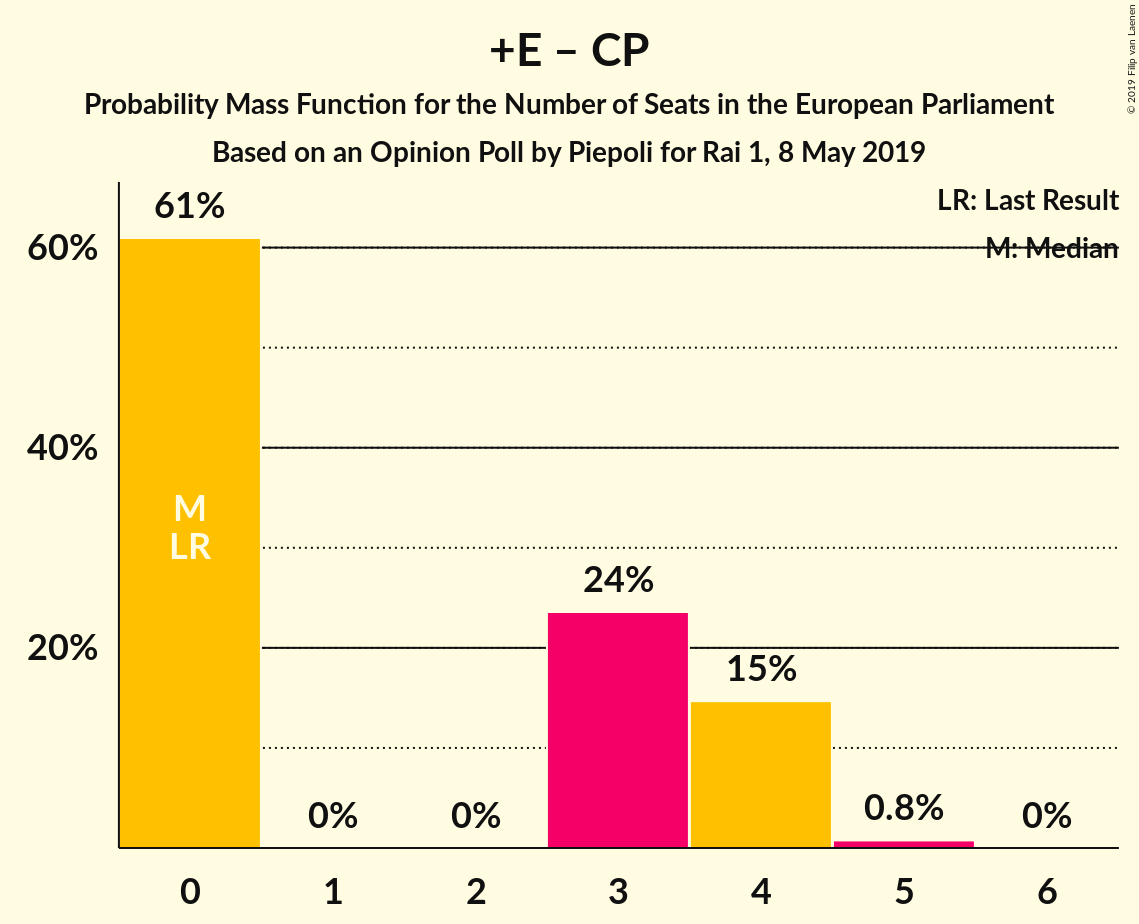 +E – CP
Probability Mass Function for the Number of Seats in the European Parliament
Based on an Opinion Poll by Piepoli for Rai 1, 8 May 2019
© 2019 Filip van Laenen
LR: Last Result
M: Median
61%
60%
40%
20%
M
LR
0%
0%
24%
15%
0.8%
0%
0 1 2 3 4 5 6